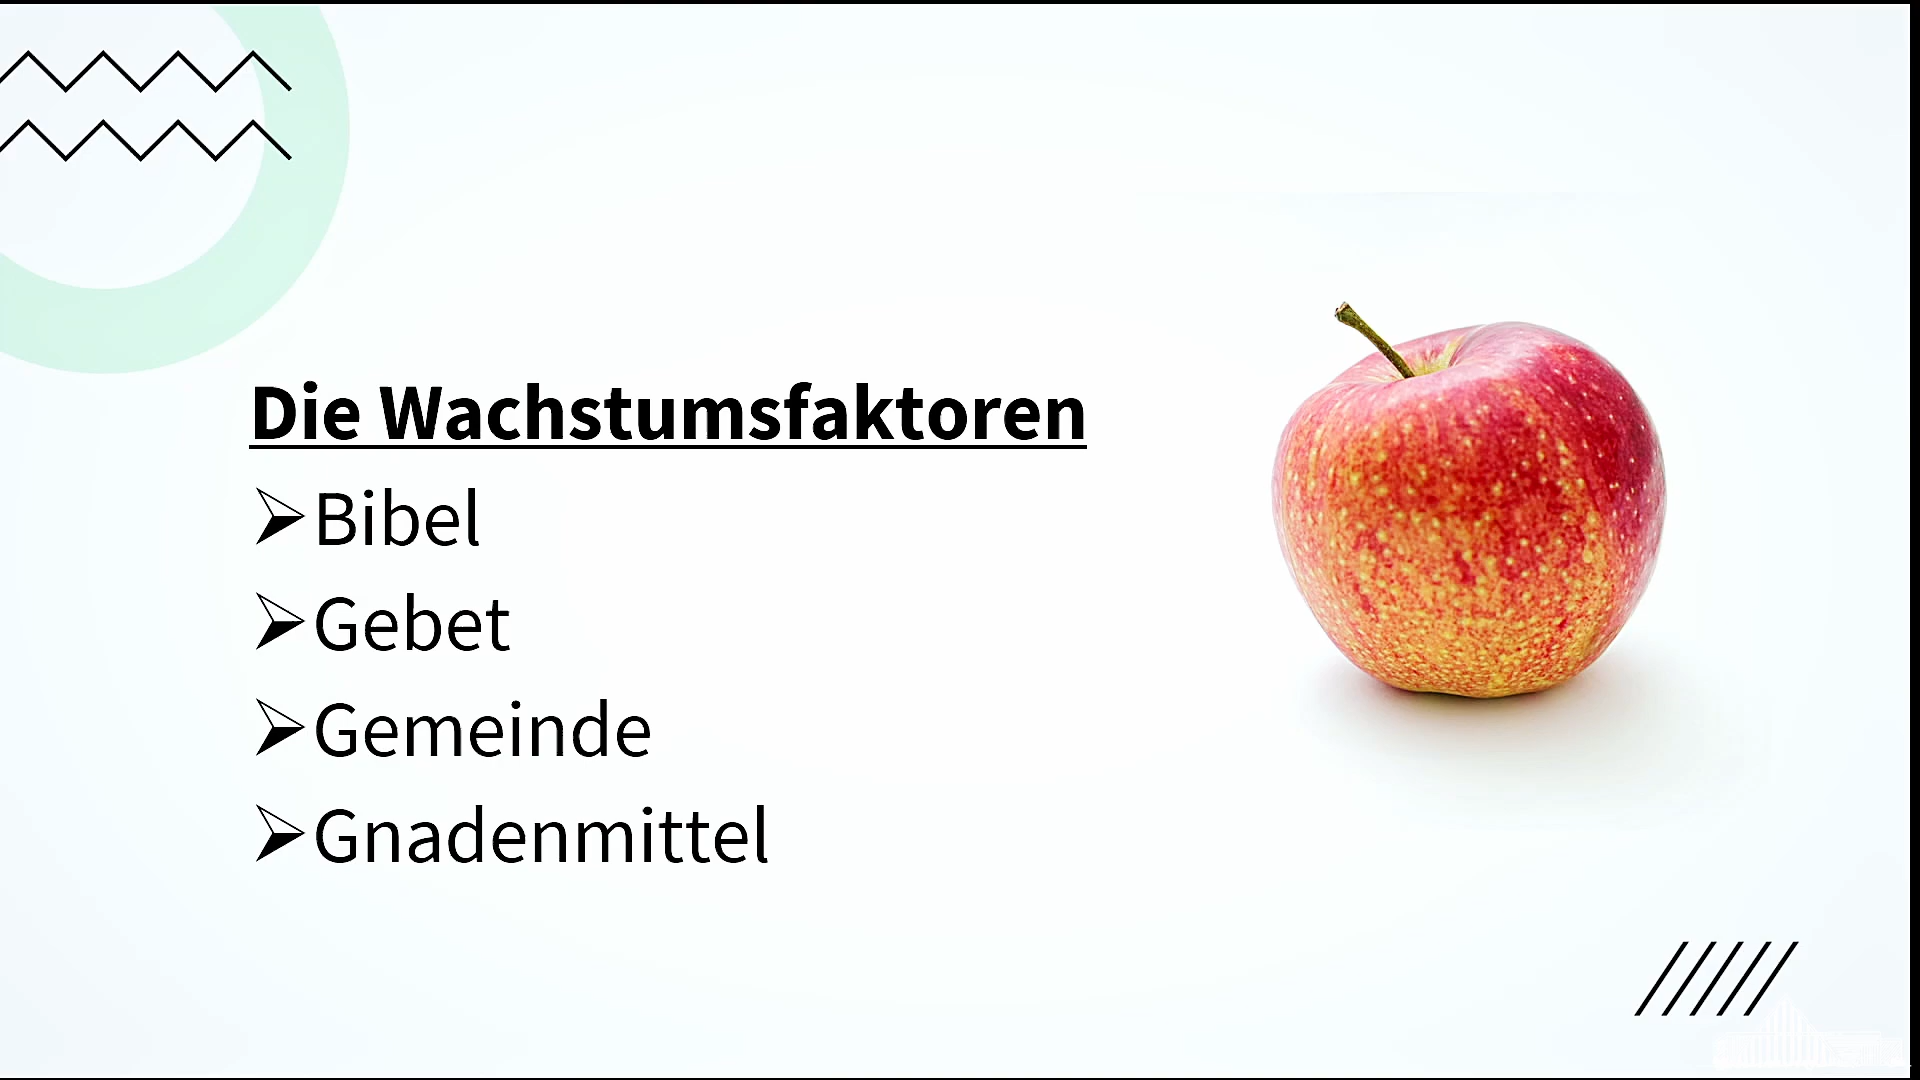 Die Wachstumsfaktoren
➢Bibel
➢Gebet
➢Gemeinde
➢Gnadenmittel